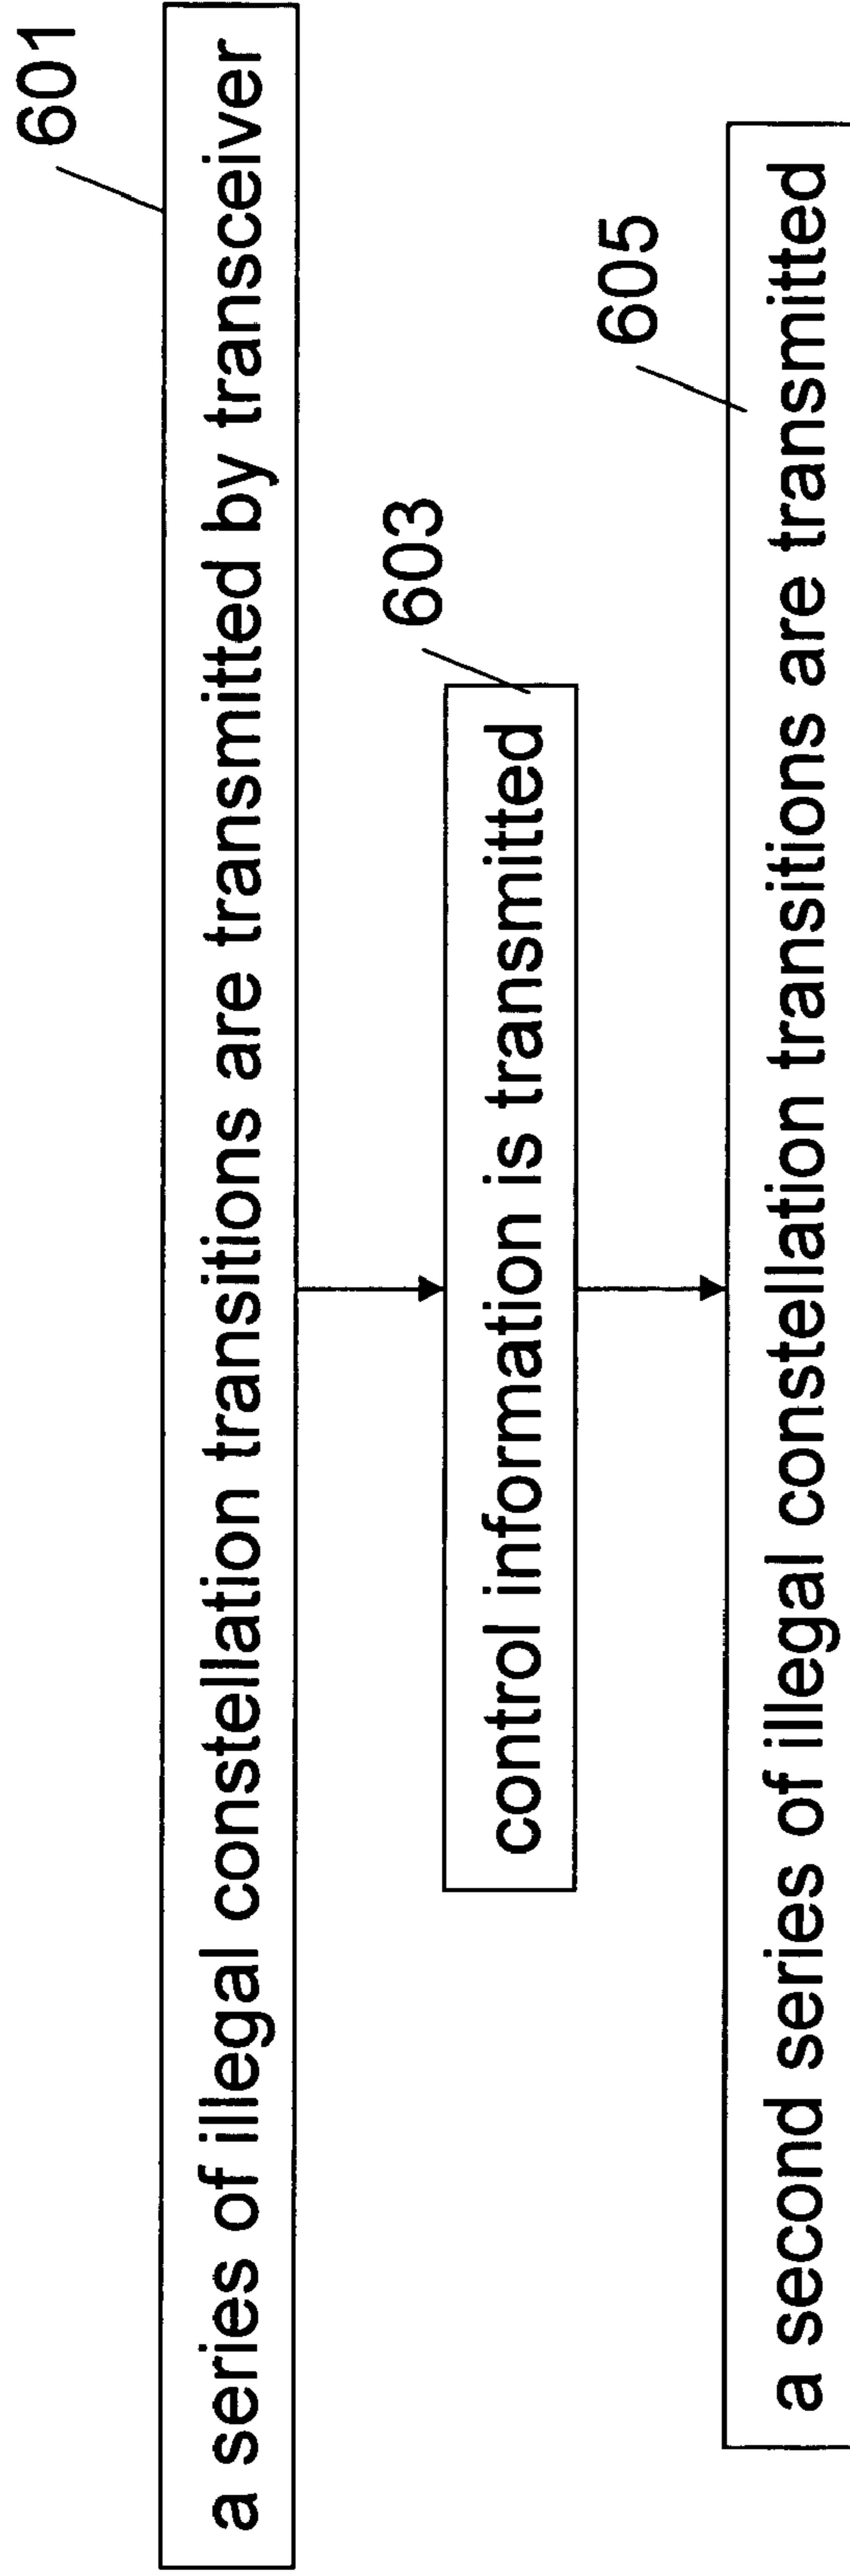 601
a series of illegal constellation transitions are transmitted by transceiver
603
control information is transmitted
605
a second series of illegal constellation transitions are transmitted